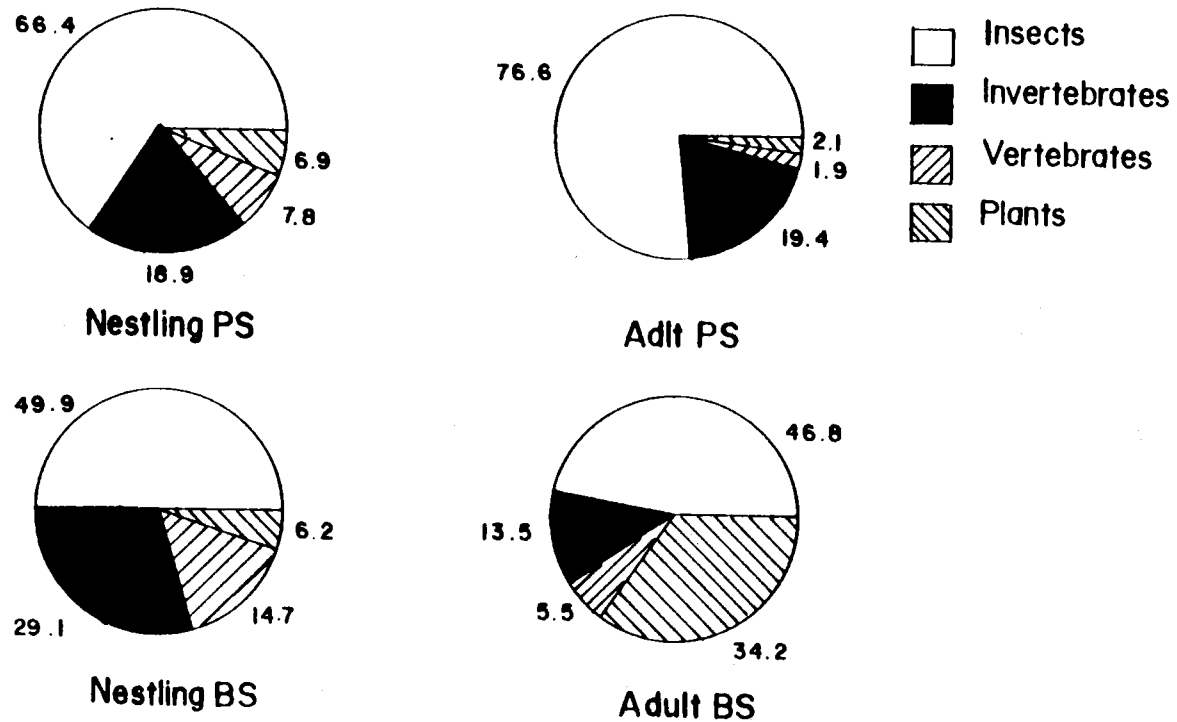 66.4
6.9
7.8
18.9
Nestling PS
76.6
2.1
1.9
19.4
Adlt PS
Insects
Invertebrates
Vertebrates
Plants
49.9
6.2
14.7
29.1
Nestling BS
46.8
13.5
5.5
34.2
Adult BS